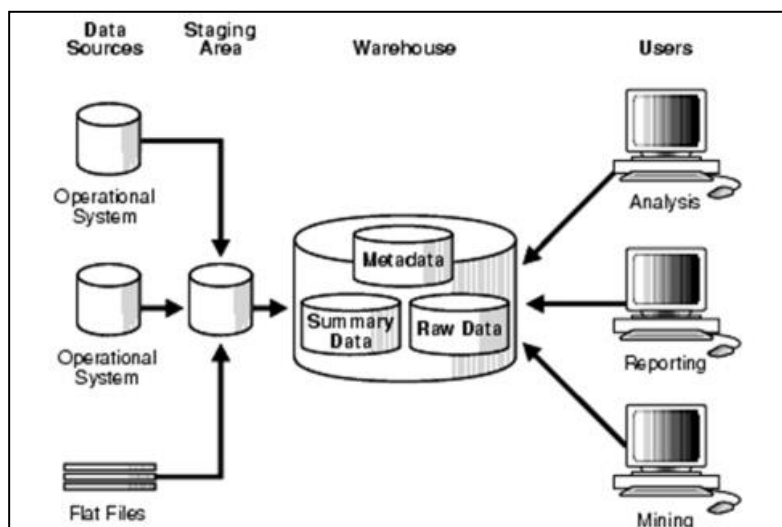 Data
Sources
Staging
Area
Warehouse
Users
Operational
System
Operational
System
Flat Files
Metadata
Summary
Data
Raw Data
Analysis
Reporting
Mining